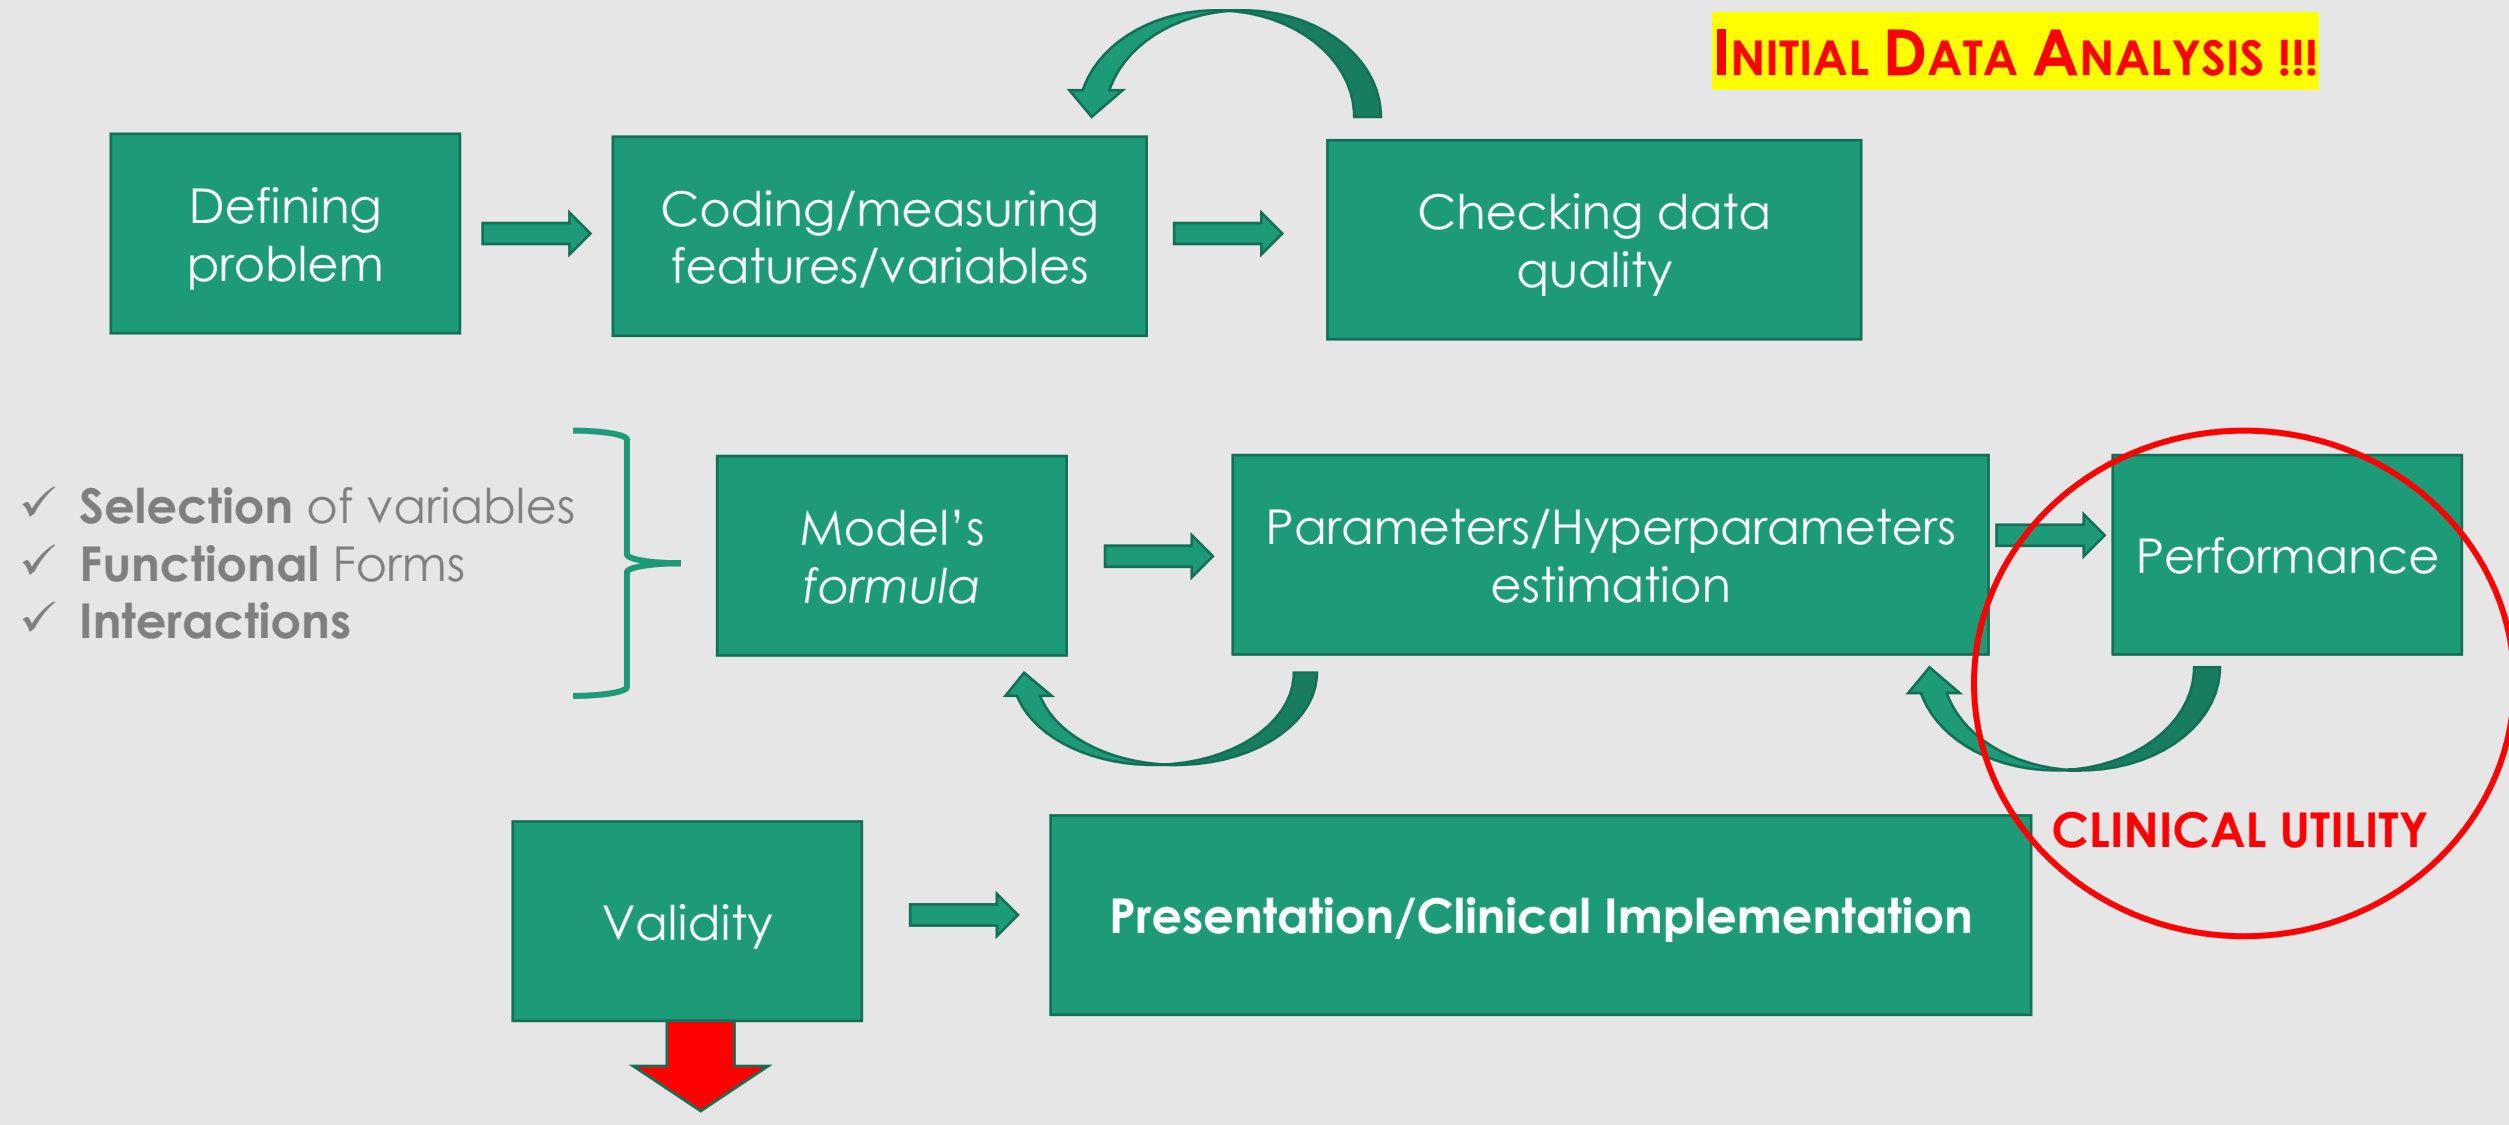 INITIAL DATA ANALYSIS !!!
Defining
problem
Coding/measuring
features/variables
Checking data
quality
✓ Selection of variables
✓ Functional Forms
✓ Interactions
Model’s
formula
Parameters/Hyperparameters
estimation
Performance
CLINICAL UTILITY
Validity
Presentation/Clinical Implementation